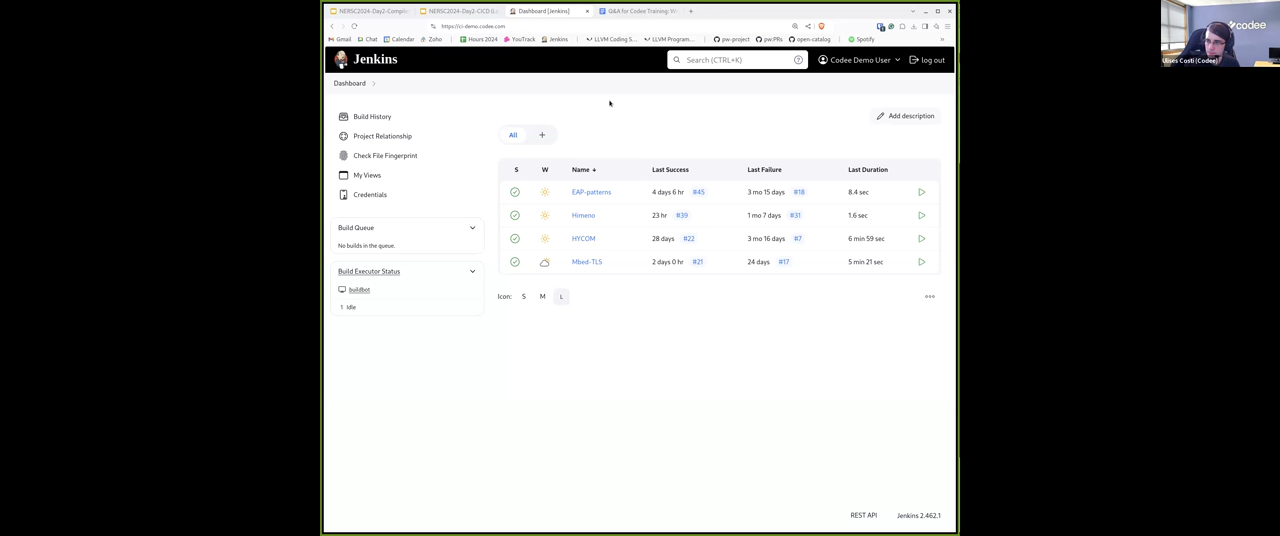 NERSC2024-Day2-Compile
NERSC2024-Day2-CICD (L
Dashboard [Jenkins]
Q&A for Codee Training: W
https://ci-demo.codee.com
Gmail Chat Calendar Zoho Hours 2024 YouTrack Jenkins LLVM Coding S... LLVM Program... pw-project pw.PRs open-catalog Spotify
Jenkins
Search (CTRL+K)
Codee Demo User
log out
Dashboard
Build History
Project Relationship
Check File Fingerprint
My Views
Credentials
Build Queue
No builds in the queue.
Build Executor Status
buildbot
1 Idle
Add description
All +
S W Name ↓ Last Success Last Failure Last Duration
EAP-patterns 4 days 6 hr #45 3 mo 15 days #18 8.4 sec
Himeno 23 hr #39 1 mo 7 days #31 1.6 sec
HYCOM 28 days #22 3 mo 16 days #7 6 min 59 sec
Mbed-TLS 2 days 0 hr #21 24 days #17 5 min 21 sec
Icon: S M L
REST API Jenkins 2.462.1
codee
Ulises Costi (Codee)